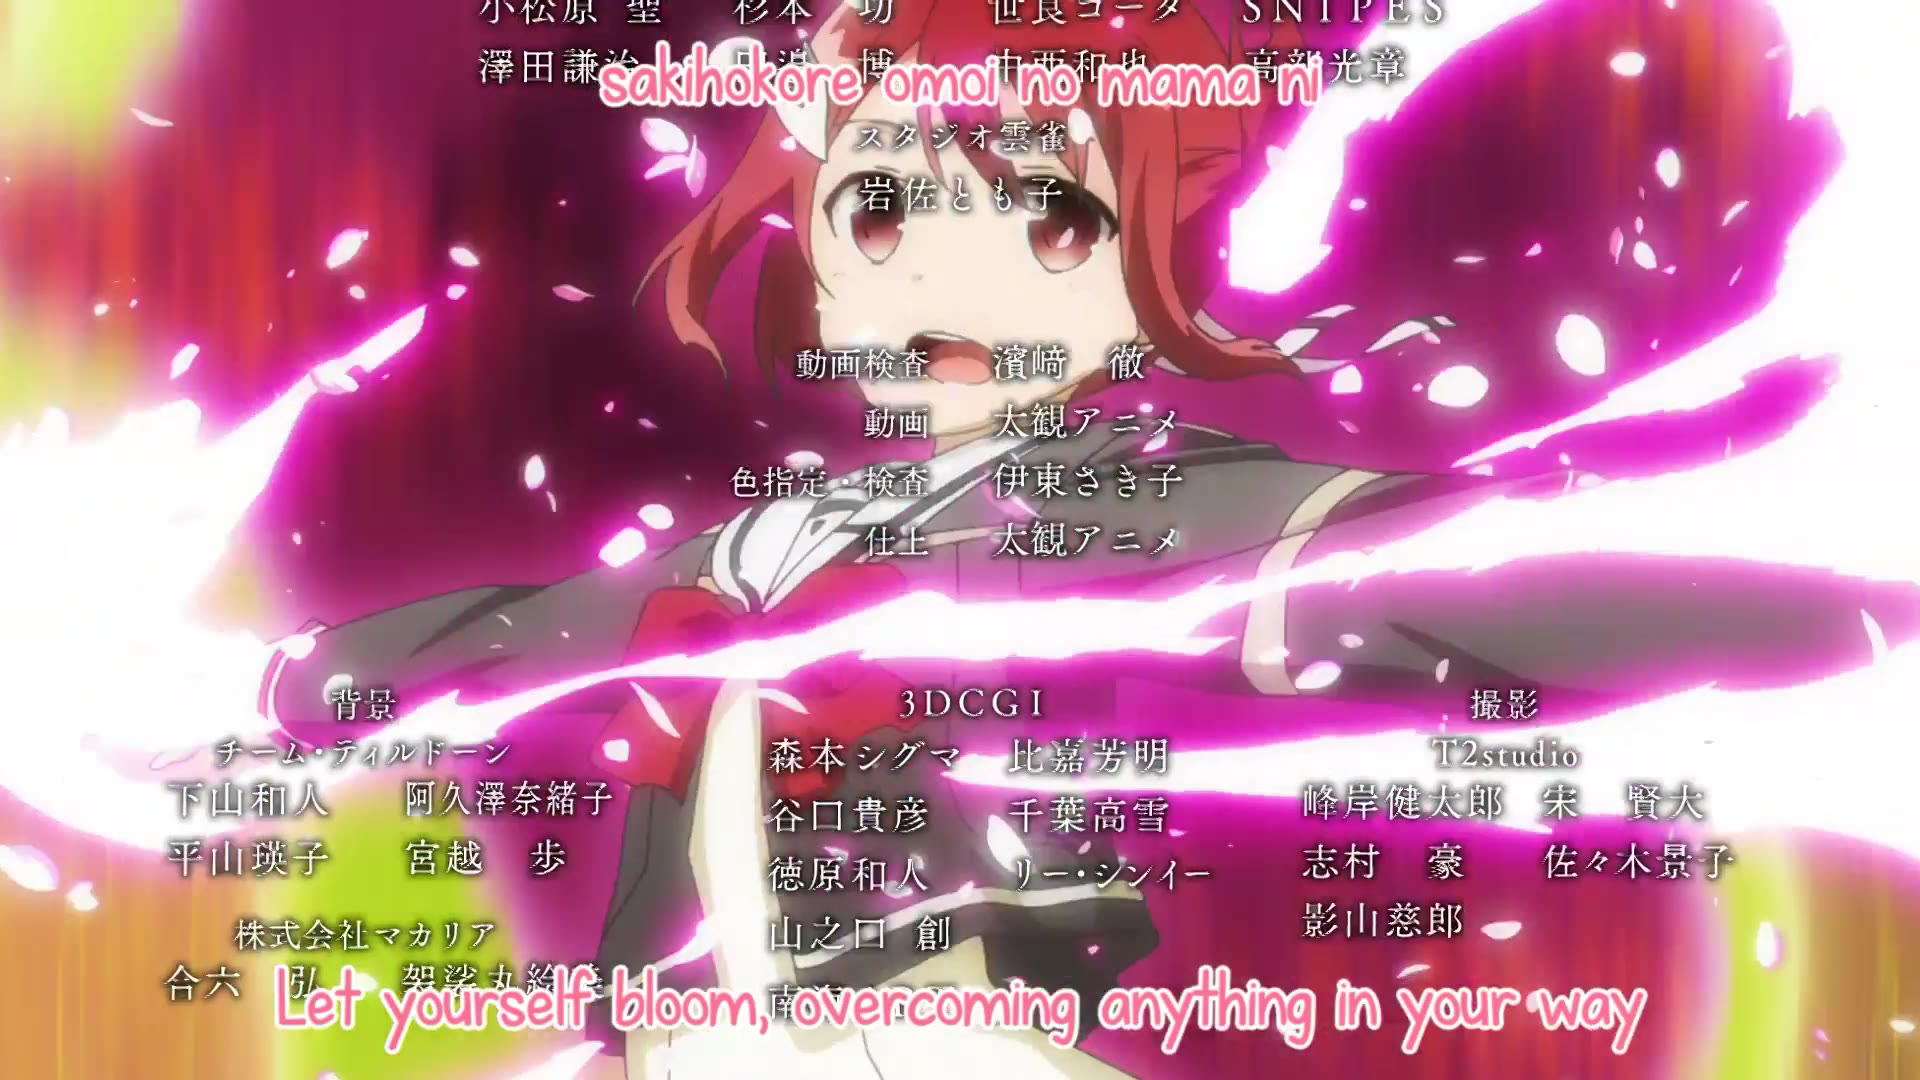 小松原 聖 杉本 功 世良コータ SNIPES
澤田謙治 博 中西和也 高新光章
sakihokore omoi no mama ni
スタジオ雲雀
岩佐とも子
動画検査 濱﨑 徹
動画 太観アニメ
色指定・検査 伊東さき子
仕上 太観アニメ
背景
チーム・ティルドーン
下山和人 阿久澤奈緒子
平山瑛子 宮越 歩
株式会社マカリア
合六 弘 袈裟丸絵美
3DCGI
森本シグマ 比嘉芳明
谷口貴彦 千葉高雪
徳原和人 リー・シンイー
山之口 創
撮影
T2studio
峰岸健太郎 宋 賢大
志村 豪 佐々木景子
影山慈郎
Let yourself bloom, overcoming anything in your way